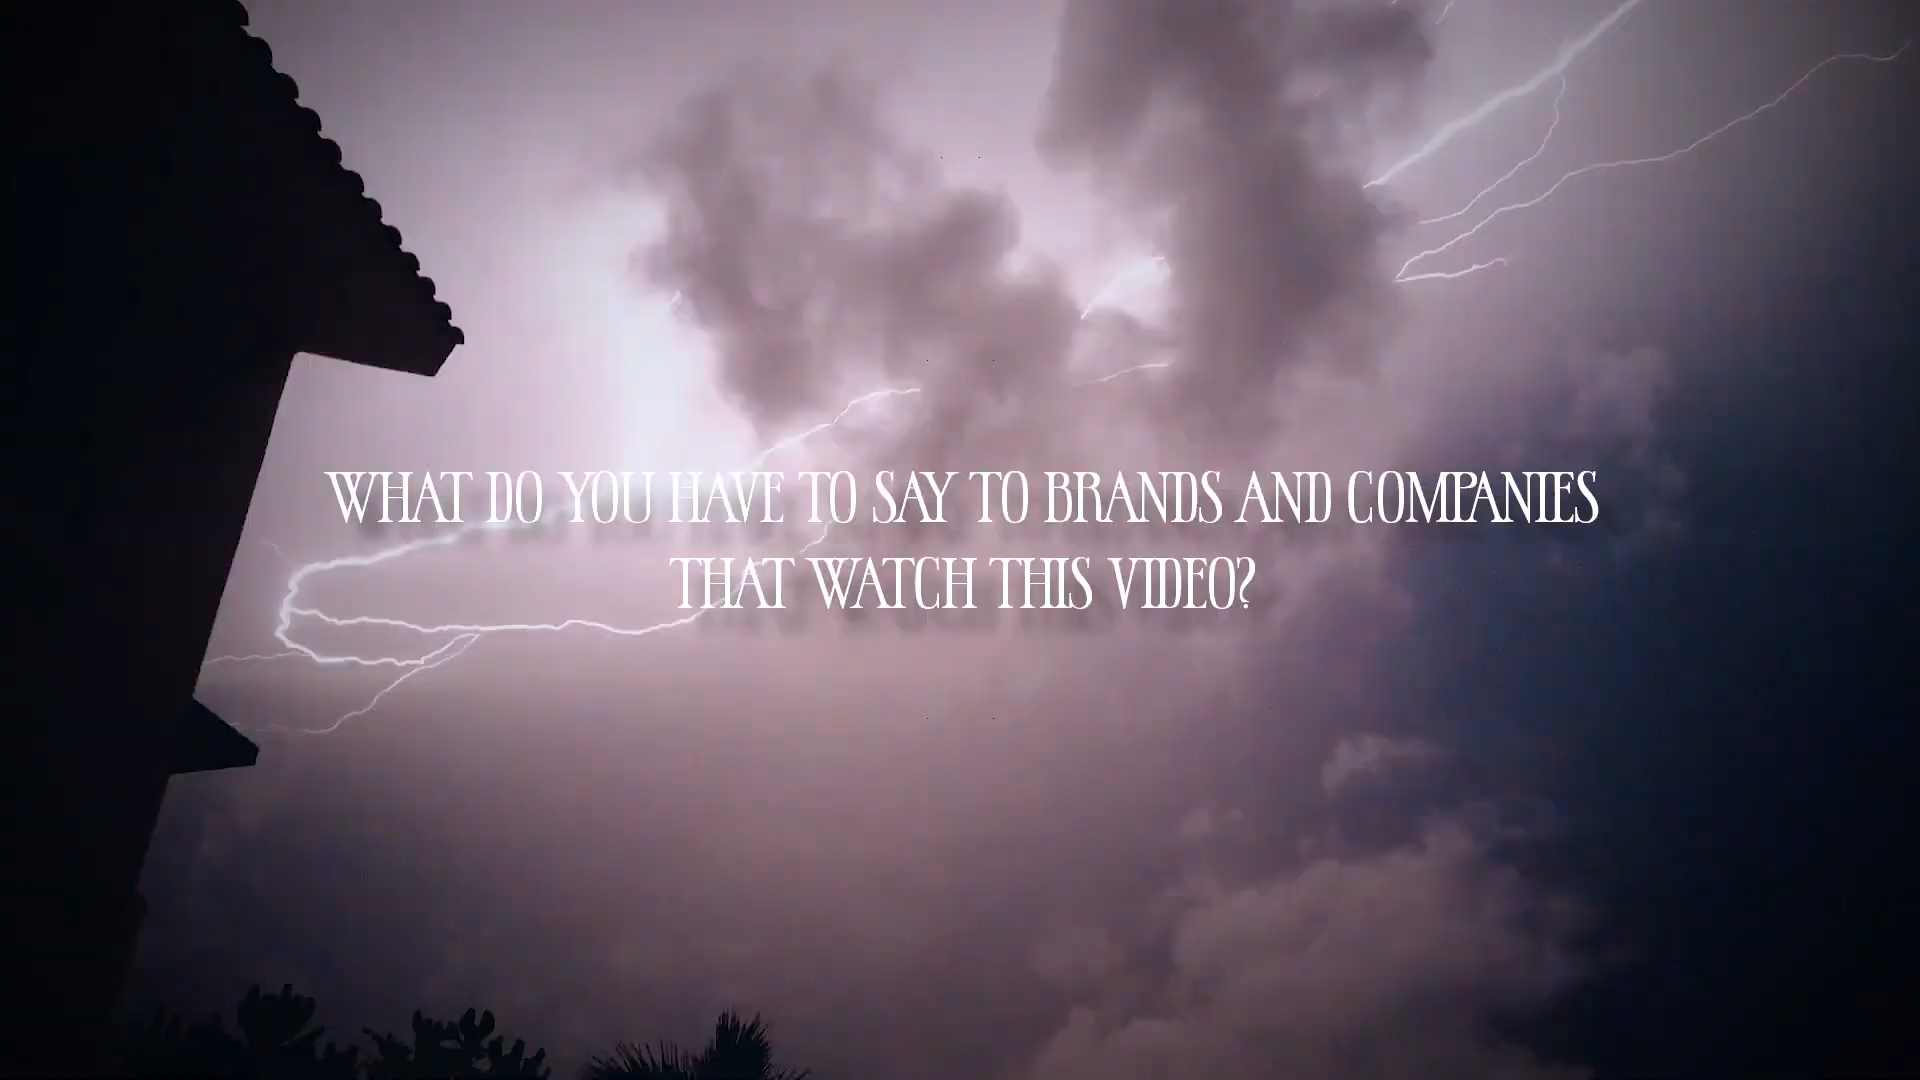 WHAT DO YOU HAVE TO SAY TO BRANDS AND COMPANIES
THAT WATCH THIS VIDEO?